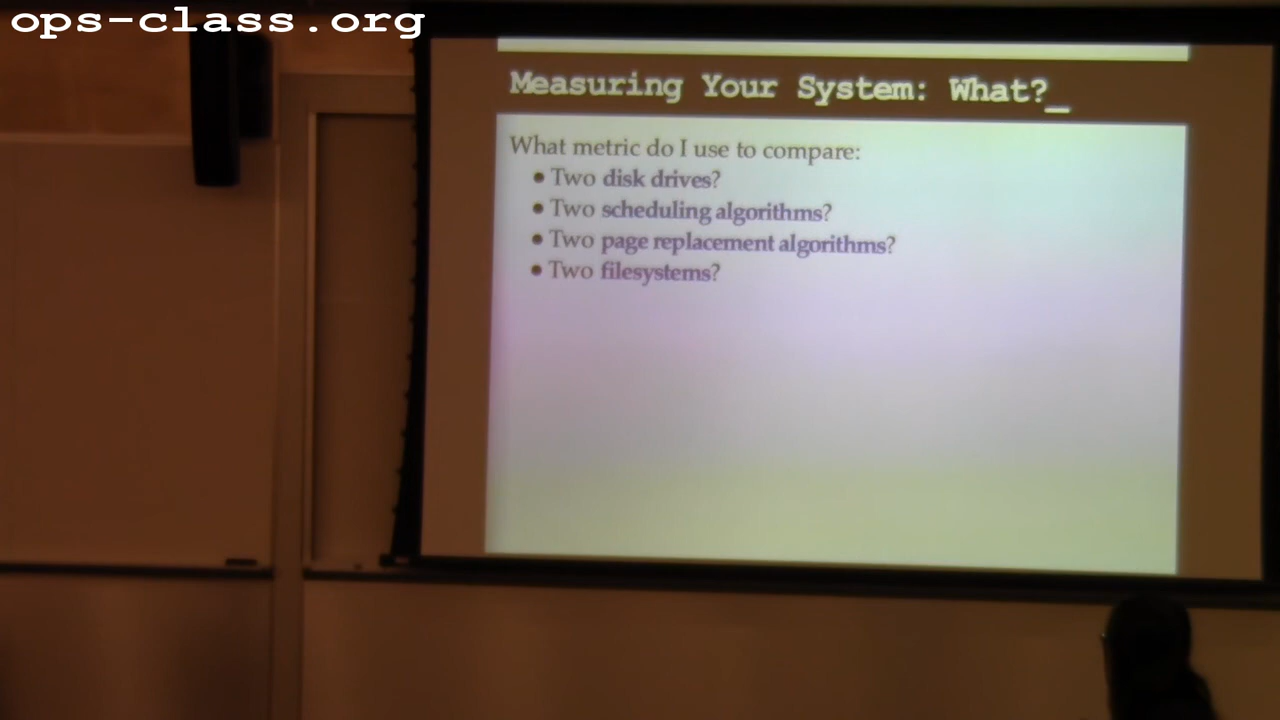 ops-class.org
Measuring Your System: What?_
What metric do I use to compare:
• Two disk drives?
• Two scheduling algorithms?
• Two page replacement algorithms?
• Two filesystems?